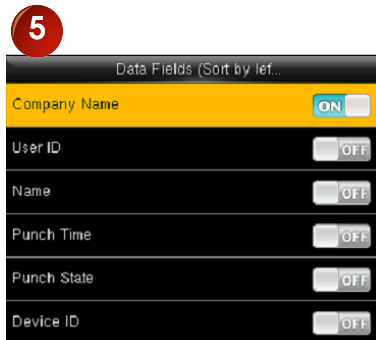 5
Data Fields (Sort by lef...
Company Name ON
User ID OFF
Name OFF
Punch Time OFF
Punch State OFF
Device ID OFF